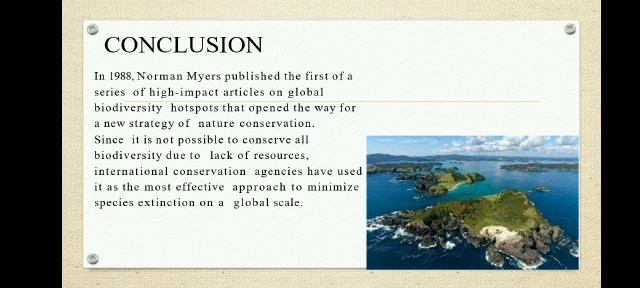 CONCLUSION
In 1988, Norman Myers published the first of a
series of high-impact articles on global
biodiversity hotspots that opened the way for
a new strategy of nature conservation.
Since it is not possible to conserve all
biodiversity due to lack of resources,
international conservation agencies have used
it as the most effective approach to minimize
species extinction on a global scale.